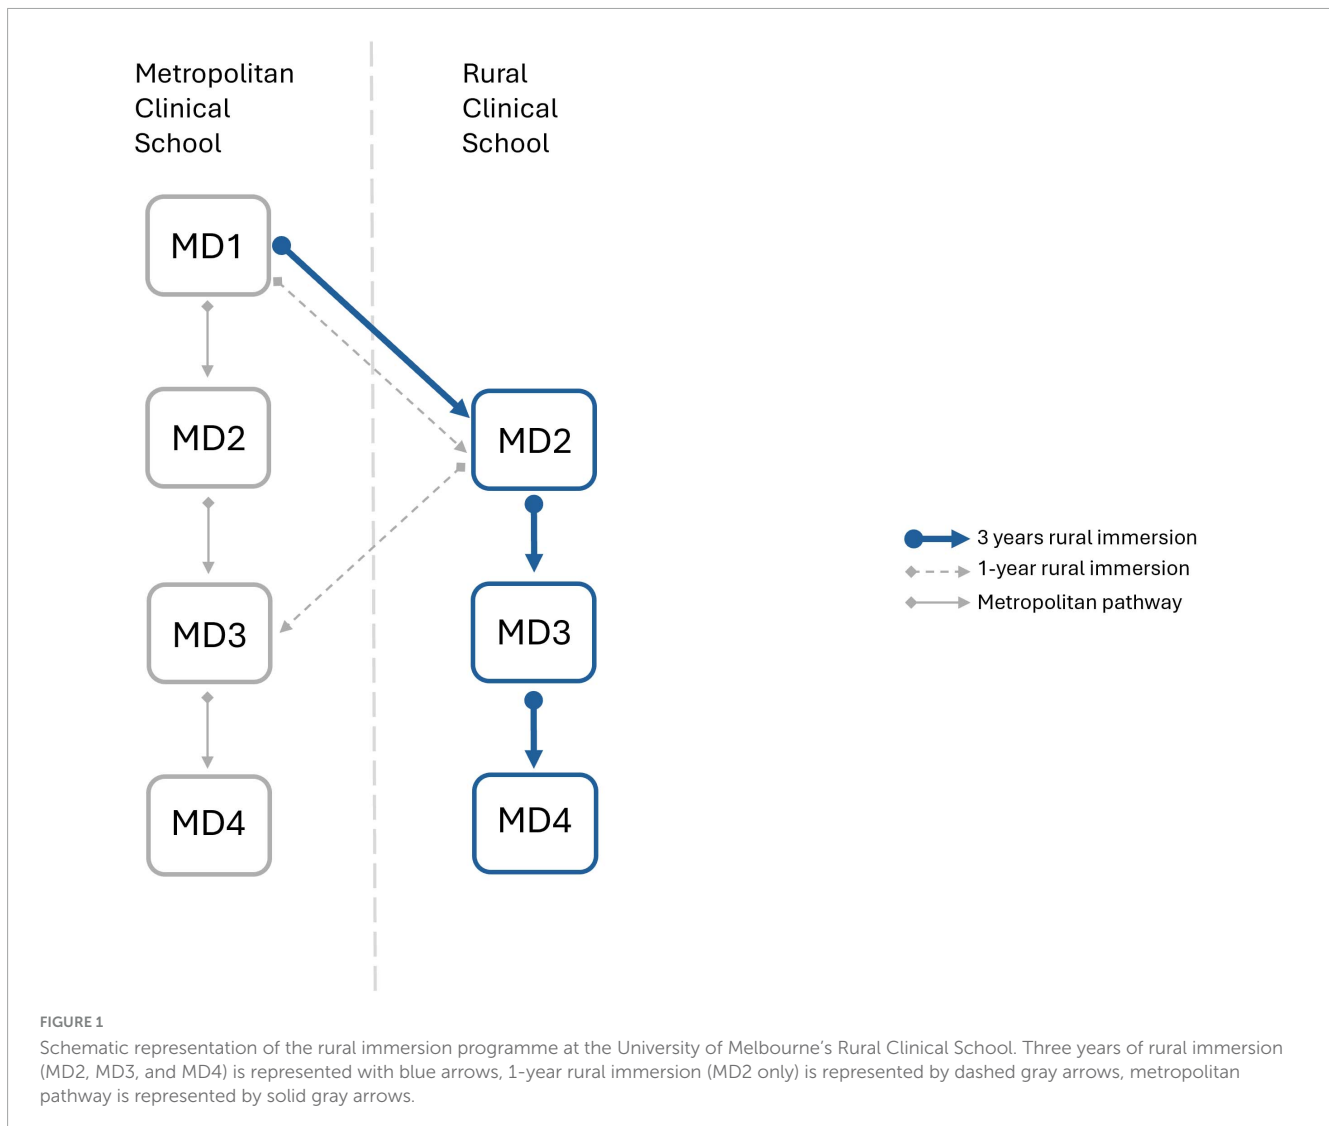 Metropolitan
Clinical
School
Rural
Clinical
School
MD1
MD2
MD2
MD3
MD3
MD4
MD4
3 years rural immersion
1-year rural immersion
Metropolitan pathway
FIGURE 1
Schematic representation of the rural immersion programme at the University of Melbourne’s Rural Clinical School. Three years of rural immersion
(MD2, MD3, and MD4) is represented with blue arrows, 1-year rural immersion (MD2 only) is represented by dashed gray arrows, metropolitan
pathway is represented by solid gray arrows.